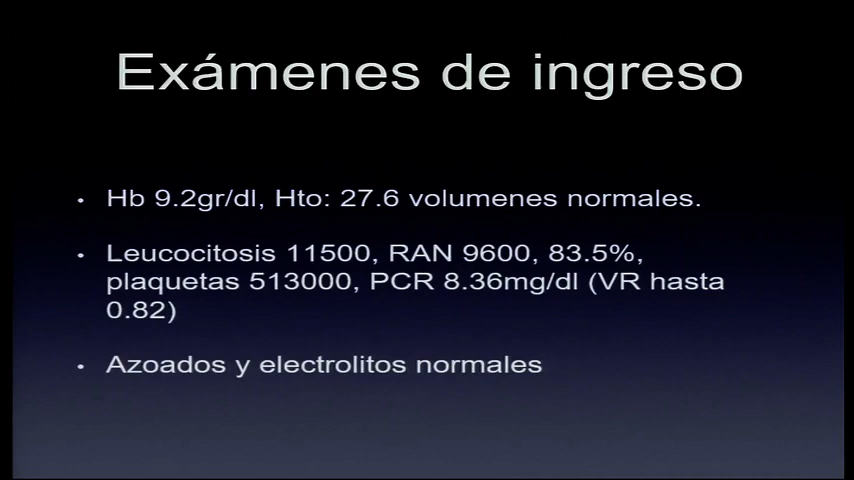 Exámenes de ingreso
• Hb 9.2gr/dl, Hto: 27.6 volumenes normales.
• Leucocitosis 11500, RAN 9600, 83.5%,
plaquetas 513000, PCR 8.36mg/dl (VR hasta
0.82)
• Azoados y electrolitos normales